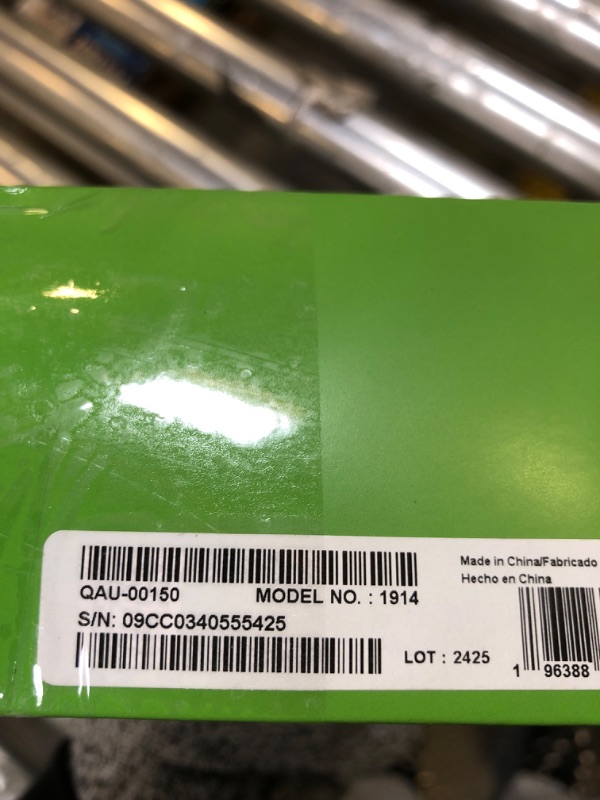 QAU-00150 MODEL NO. : 1914
S/N: 09CC0340555425
LOT : 2425
Made in China/Fabricado
Hecho en China
1 96388